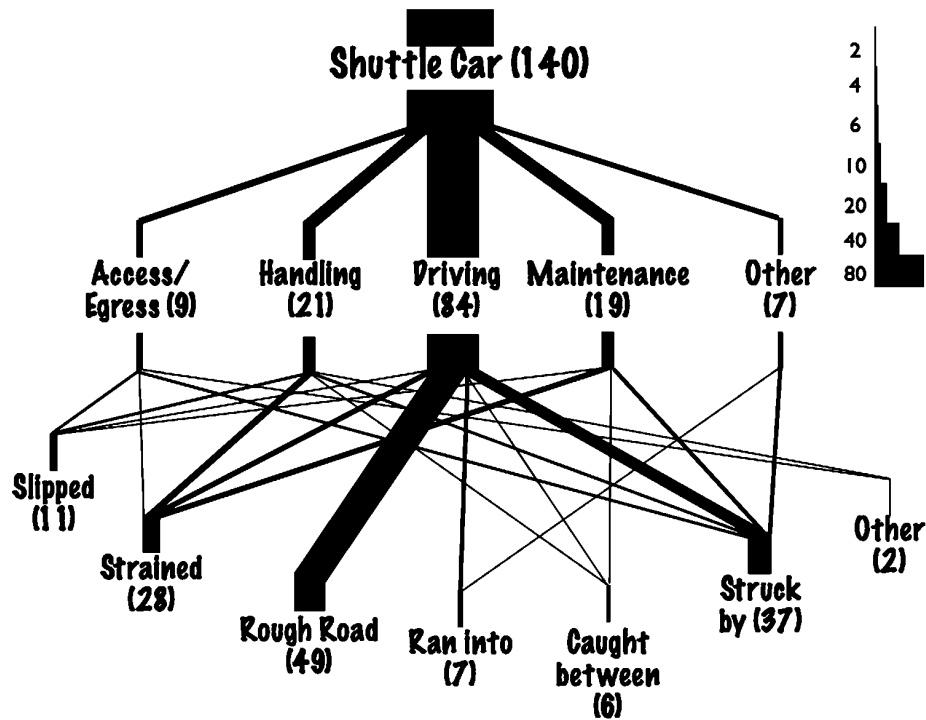 Shuttle Car (140)
2
4
6
10
20
40
80
Access/
Egress (9)
Handling
(21)
Driving
(84)
Maintenance
(19)
Other
(7)
Slipped
(11)
Strained
(28)
Rough Road
(49)
Ran into
(7)
Caught
between
(6)
Struck
by (37)
Other
(2)